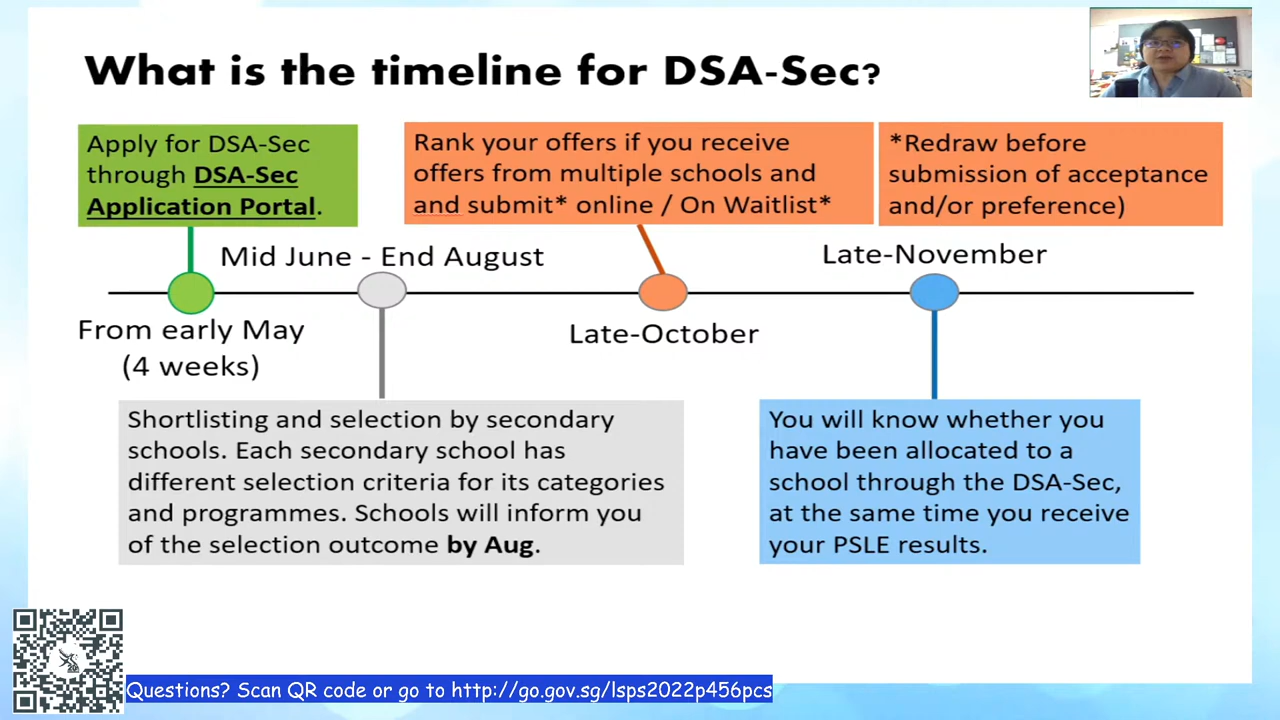 What is the timeline for DSA-Sec?
Apply for DSA-Sec
through DSA-Sec
Application Portal.
Rank your offers if you receive
offers from multiple schools and
and submit* online / On Waitlist*
*Redraw before
submission of acceptance
and/or preference)
Mid June - End August
Late-November
From early May
(4 weeks)
Late-October
Shortlisting and selection by secondary
schools. Each secondary school has
different selection criteria for its categories
and programmes. Schools will inform you
of the selection outcome by Aug.
You will know whether you
have been allocated to a
school through the DSA-Sec,
at the same time you receive
your PSLE results.
Questions? Scan QR code or go to http://go.gov.sg/lsps2022p456pcs